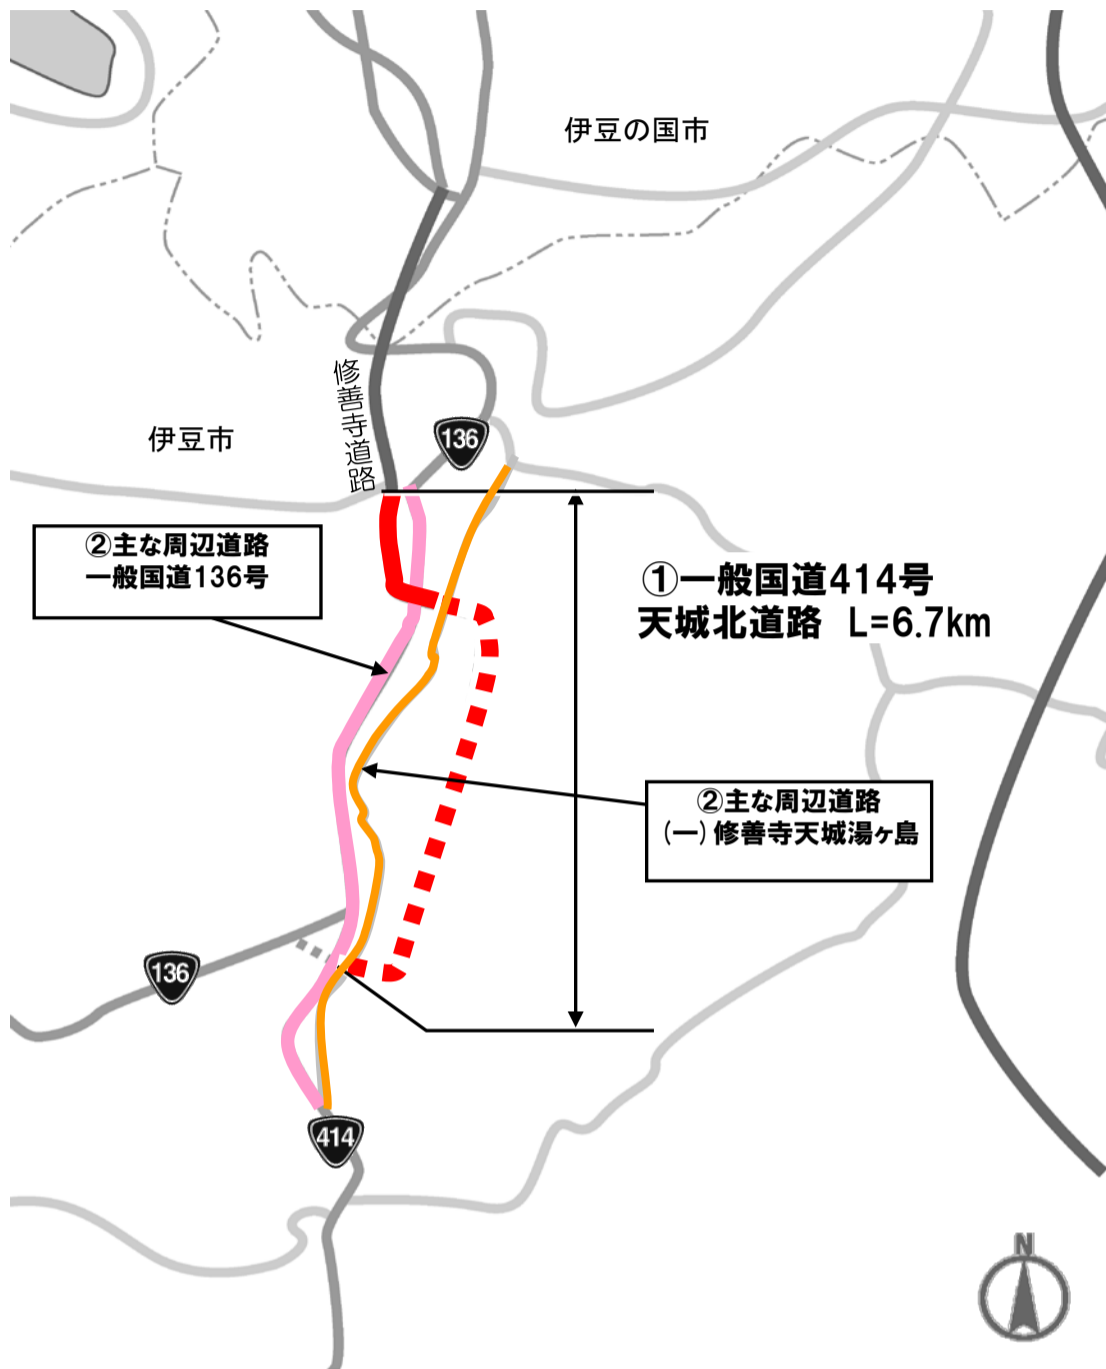 伊豆の国市
修善寺道路
伊豆市
136
②主な周辺道路
一般国道136号
①一般国道414号
天城北道路 L=6.7km
②主な周辺道路
(一)修善寺天城湯ヶ島
136
414
N